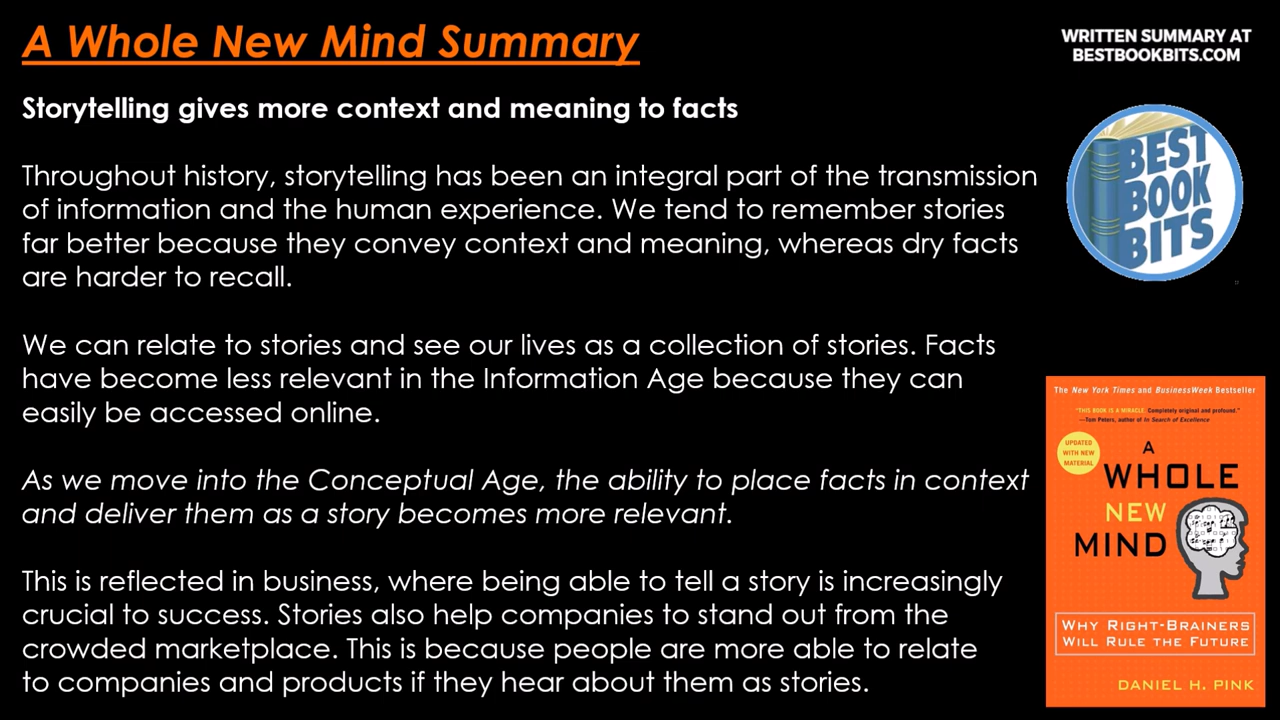 A Whole New Mind Summary
WRITTEN SUMMARY AT
BESTBOOKBITS.COM
Storytelling gives more context and meaning to facts
Throughout history, storytelling has been an integral part of the transmission
of information and the human experience. We tend to remember stories
far better because they convey context and meaning, whereas dry facts
are harder to recall.
We can relate to stories and see our lives as a collection of stories. Facts
have become less relevant in the Information Age because they can
easily be accessed online.
As we move into the Conceptual Age, the ability to place facts in context
and deliver them as a story becomes more relevant.
This is reflected in business, where being able to tell a story is increasingly
crucial to success. Stories also help companies to stand out from the
crowded marketplace. This is because people are more able to relate
to companies and products if they hear about them as stories.
BEST
BOOK
BITS
The New York Times and BusinessWeek Bestseller
"THIS BOOK IS A MIRACLE. Completely original and profound."
—Tom Peters, author of In Search of Excellence
UPDATED
WITH NEW
MATERIAL
A
WHOLE
NEW
MIND
WHY RIGHT-BRAINERS
WILL RULE THE FUTURE
DANIEL H. PINK